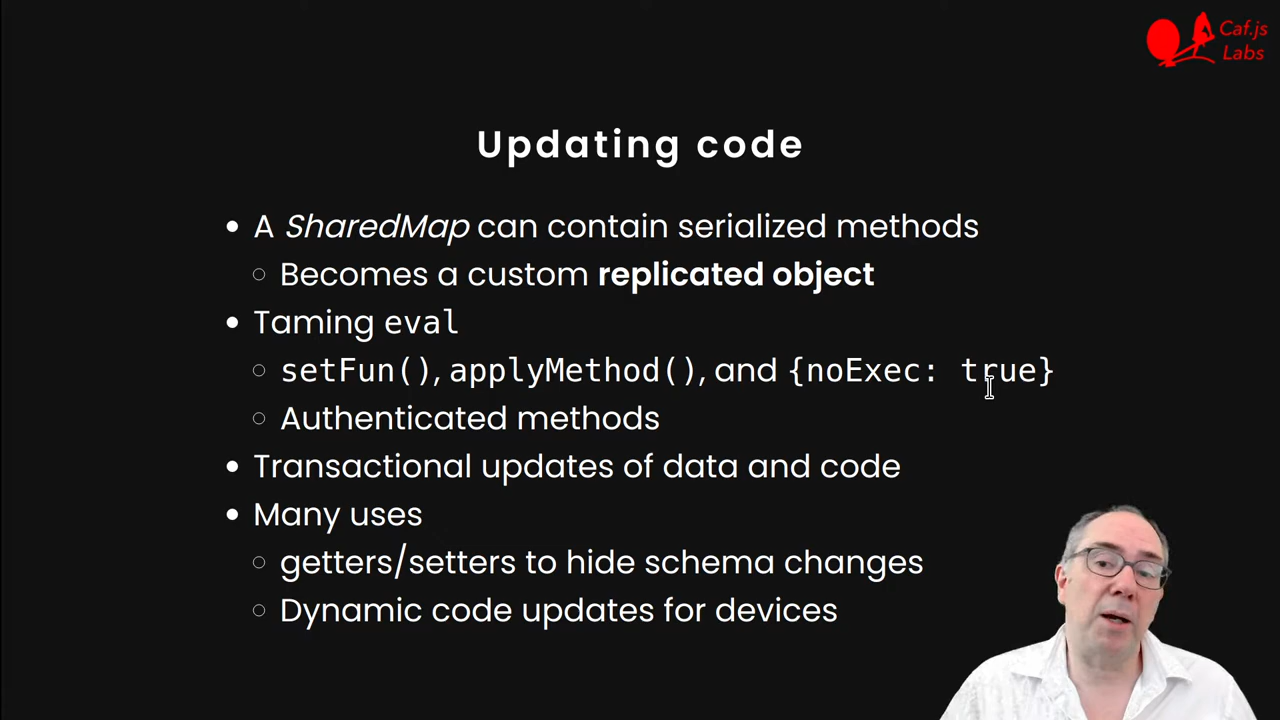 Caf.js
Labs
Updating code
• A SharedMap can contain serialized methods
○ Becomes a custom replicated object
• Taming eval
○ setFun(), applyMethod(), and {noExec: true}
○ Authenticated methods
• Transactional updates of data and code
• Many uses
○ getters/setters to hide schema changes
○ Dynamic code updates for devices